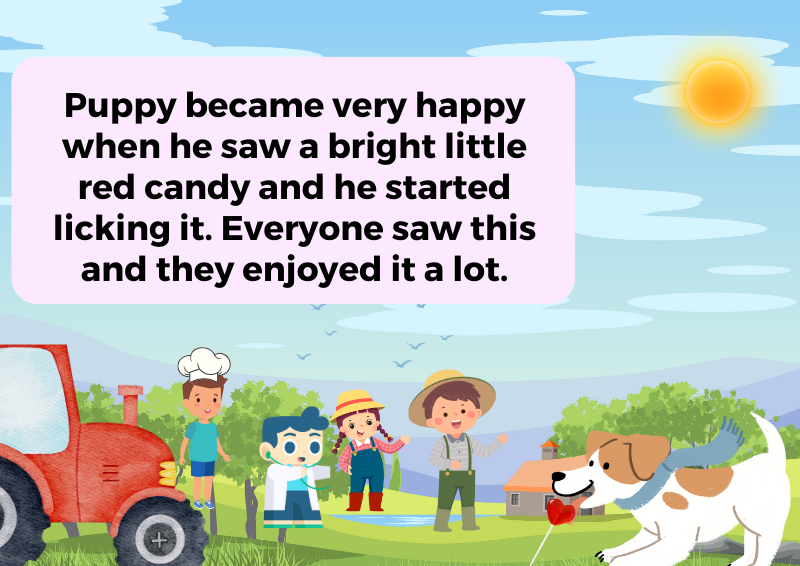 Puppy became very happy
when he saw a bright little
red candy and he started
licking it. Everyone saw this
and they enjoyed it a lot.